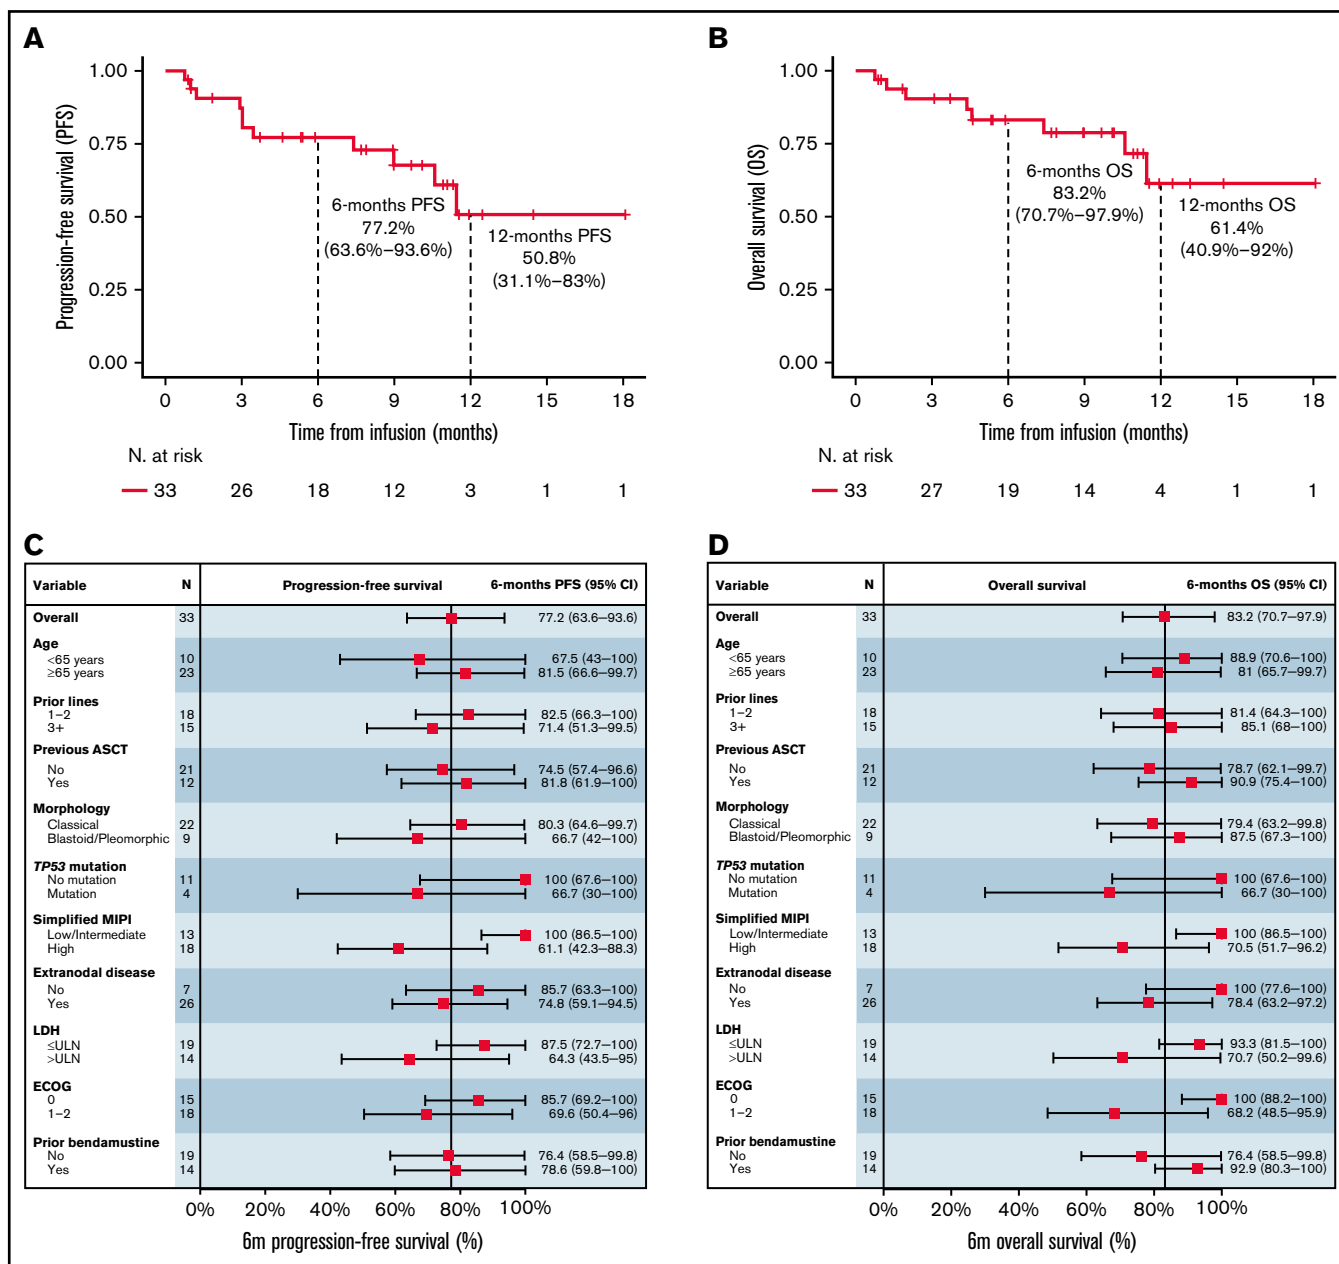 A
1.00
0.75
0.50
0.25
0.00
Progression-free survival (PFS)
6-months PFS
77.2%
(63.6%–93.6%)
12-months PFS
50.8%
(31.1%–83%)
0 3 6 9 12 15 18
Time from infusion (months)
N. at risk
33 26 18 12 3 1 1
B
1.00
0.75
0.50
0.25
0.00
Overall survival (OS)
6-months OS
83.2%
(70.7%–97.9%)
12-months OS
61.4%
(40.9%–92%)
0 3 6 9 12 15 18
Time from infusion (months)
N. at risk
33 27 19 14 4 1 1
C
Variable N Progression-free survival 6-months PFS (95% CI)
Overall 33 77.2 (63.6–93.6)
Age
<65 years 10 67.5 (43–100)
≥65 years 23 81.5 (66.6–99.7)
Prior lines
1–2 18 82.5 (66.3–100)
3+ 15 71.4 (51.3–99.5)
Previous ASCT
No 21 74.5 (57.4–96.6)
Yes 12 81.8 (61.9–100)
Morphology
Classical 22 80.3 (64.6–99.7)
Blastoid/Pleomorphic 9 66.7 (42–100)
TP53 mutation
No mutation 11 100 (67.6–100)
Mutation 4 66.7 (30–100)
Simplified MIPI
Low/Intermediate 13 100 (86.5–100)
High 18 61.1 (42.3–88.3)
Extranodal disease
No 7 85.7 (63.3–100)
Yes 26 74.8 (59.1–94.5)
LDH
≤ULN 19 87.5 (72.7–100)
>ULN 14 64.3 (43.5–95)
ECOG
0 15 85.7 (69.2–100)
1–2 18 69.6 (50.4–96)
Prior bendamustine
No 19 76.4 (58.5–99.8)
Yes 14 78.6 (59.8–100)
0% 20% 40% 60% 80% 100%
6m progression-free survival (%)
D
Variable N Overall survival 6-months OS (95% CI)
Overall 33 83.2 (70.7–97.9)
Age
<65 years 10 88.9 (70.6–100)
≥65 years 23 81 (65.7–99.7)
Prior lines
1–2 18 81.4 (64.3–100)
3+ 15 85.1 (68–100)
Previous ASCT
No 21 78.7 (62.1–99.7)
Yes 12 90.9 (75.4–100)
Morphology
Classical 22 79.4 (63.2–99.8)
Blastoid/Pleomorphic 9 87.5 (67.3–100)
TP53 mutation
No mutation 11 100 (67.6–100)
Mutation 4 66.7 (30–100)
Simplified MIPI
Low/Intermediate 13 100 (86.5–100)
High 18 70.5 (51.7–96.2)
Extranodal disease
No 7 100 (77.6–100)
Yes 26 78.4 (63.2–97.2)
LDH
≤ULN 19 93.3 (81.5–100)
>ULN 14 70.7 (50.2–99.6)
ECOG
0 15 100 (88.2–100)
1–2 18 68.2 (48.5–95.9)
Prior bendamustine
No 19 76.4 (58.5–99.8)
Yes 14 92.9 (80.3–100)
0% 20% 40% 60% 80% 100%
6m overall survival (%)